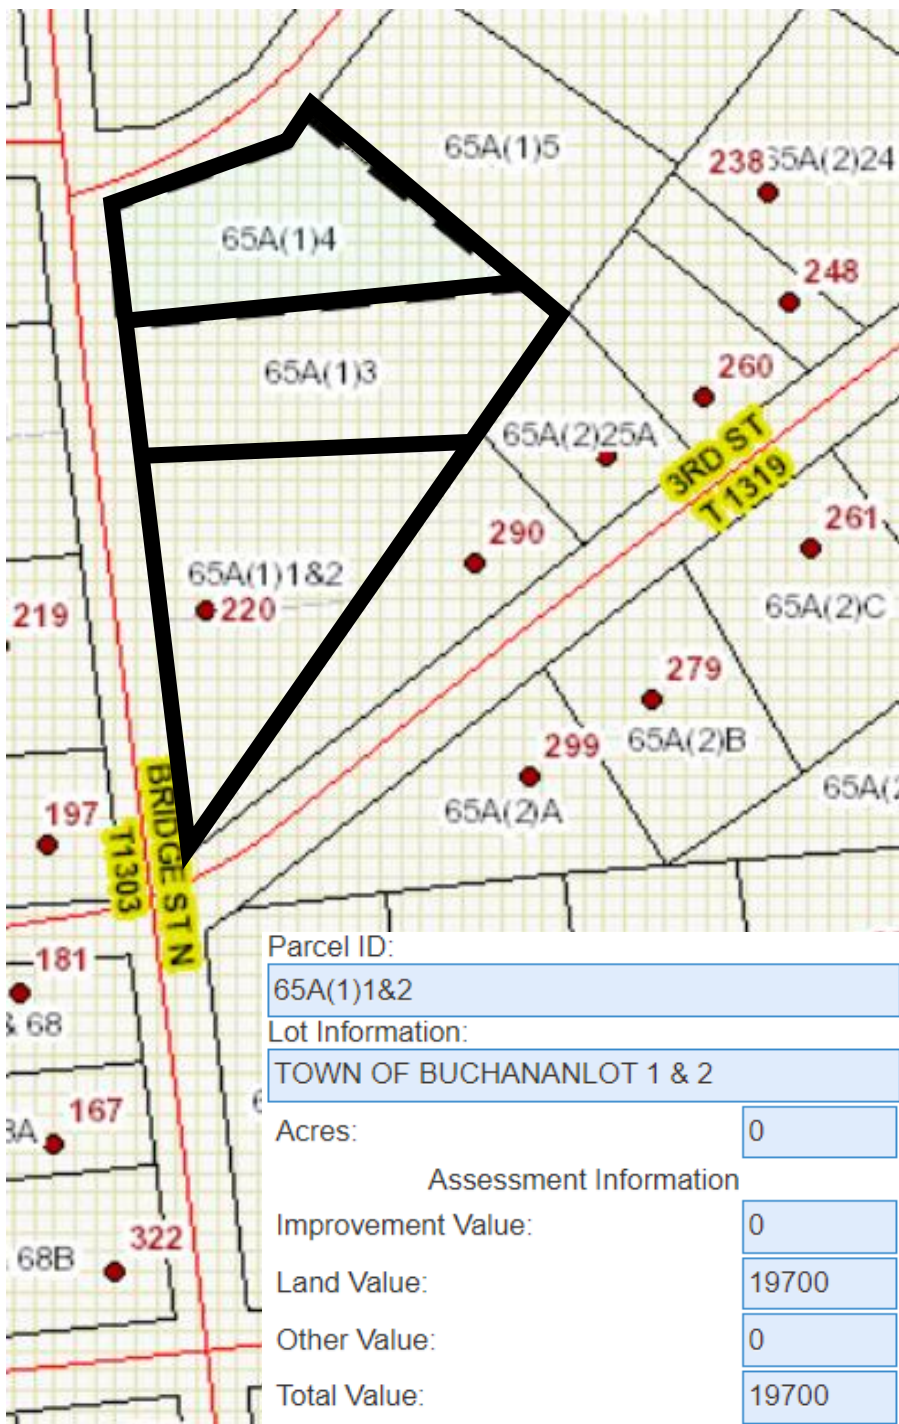 65A(1)5
238
65A(2)24
65A(1)4
248
260
65A(1)3
65A(2)25A
3RD ST
T 1319
290
261
65A(1)1&2
220
219
65A(2)C
279
65A(2)B
299
65A(2)A
BRIDGE ST N
T1303
197
181
& 68
167
322
68B
Parcel ID:
65A(1)1&2
Lot Information:
TOWN OF BUCHANANLOT 1 & 2
Acres:
0
Assessment Information
Improvement Value:
0
Land Value:
19700
Other Value:
0
Total Value:
19700